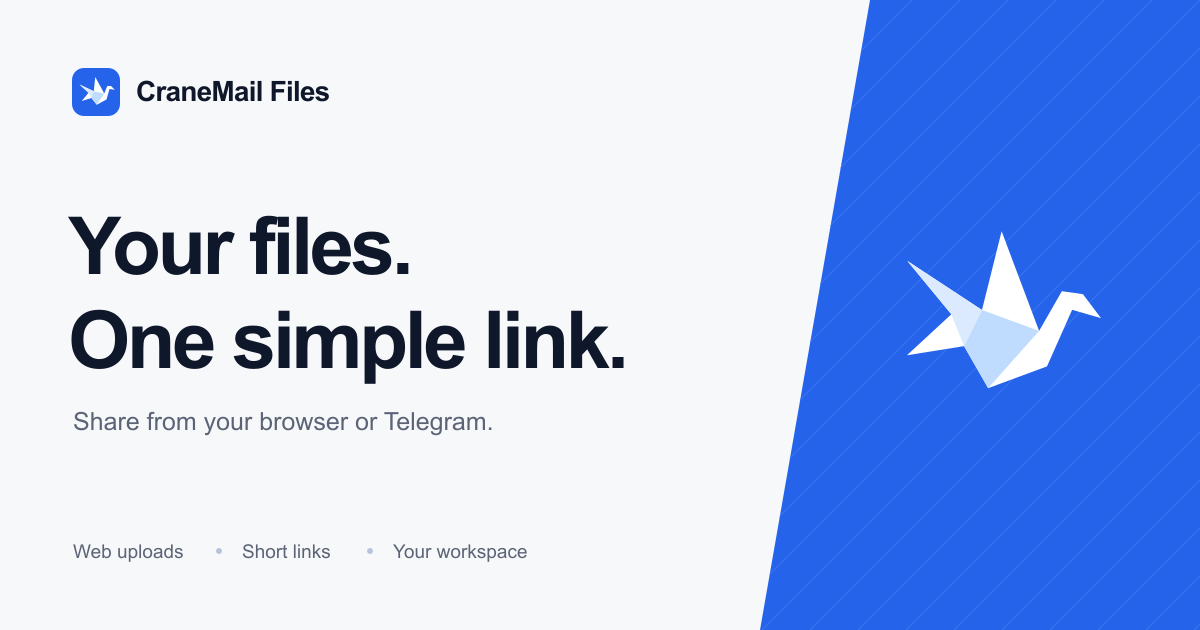 CraneMail Files
Your files.
One simple link.
Share from your browser or Telegram.
Web uploads • Short links • Your workspace